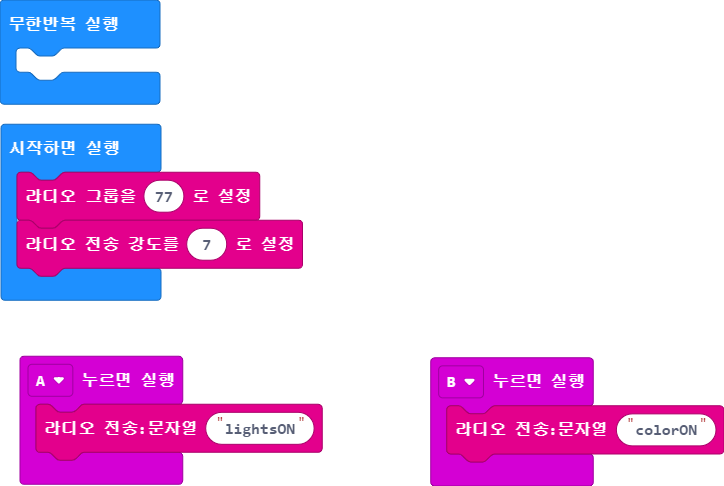 무한반복 실행
시작하면 실행
라디오 그룹을 77 로 설정
라디오 전송 강도를 7 로 설정
A 누르면 실행
라디오 전송:문자열 "lightsON"
B 누르면 실행
라디오 전송:문자열 "colorON"